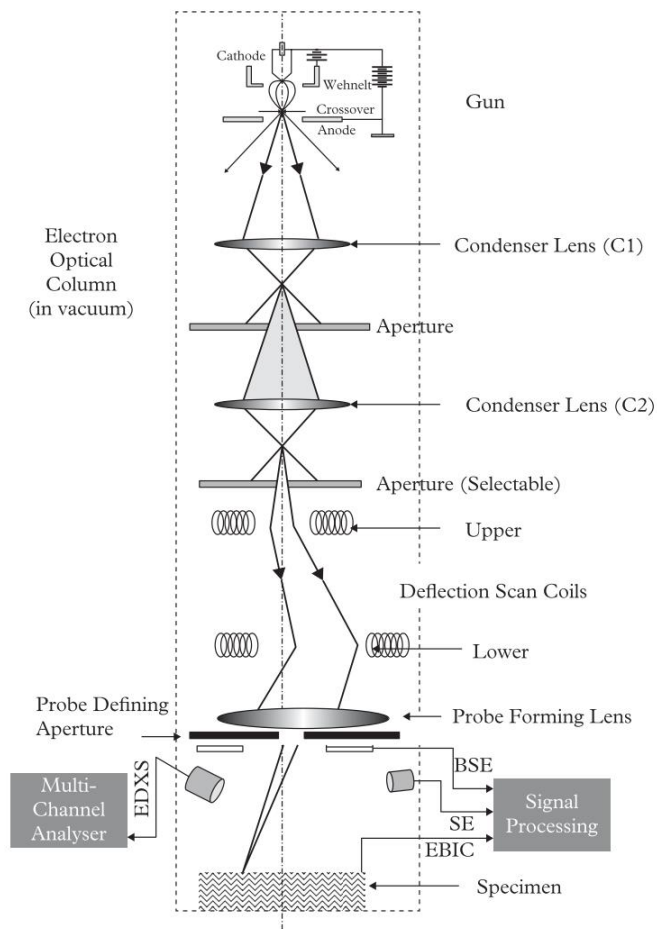 Cathode
Wehnelt
Crossover
Anode
Gun
Electron
Optical
Column
(in vacuum)
Condenser Lens (C1)
Aperture
Condenser Lens (C2)
Aperture (Selectable)
Upper
Deflection Scan Coils
Lower
Probe Defining
Aperture
Probe Forming Lens
BSE
Multi-
Channel
Analyser
EDXS
Signal
Processing
SE
EBIC
Specimen